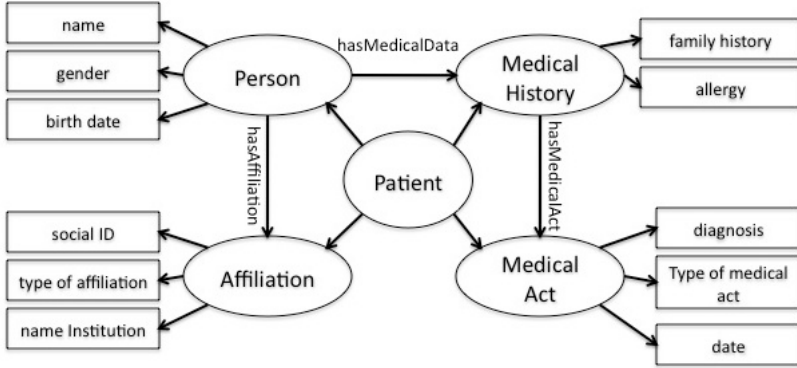 name
gender
birth date
Person
hasMedicalData
Medical
History
family history
allergy
hasAffiliation
Patient
hasMedicalAct
social ID
type of affiliation
name Institution
Affiliation
Medical
Act
diagnosis
Type of medical
act
date